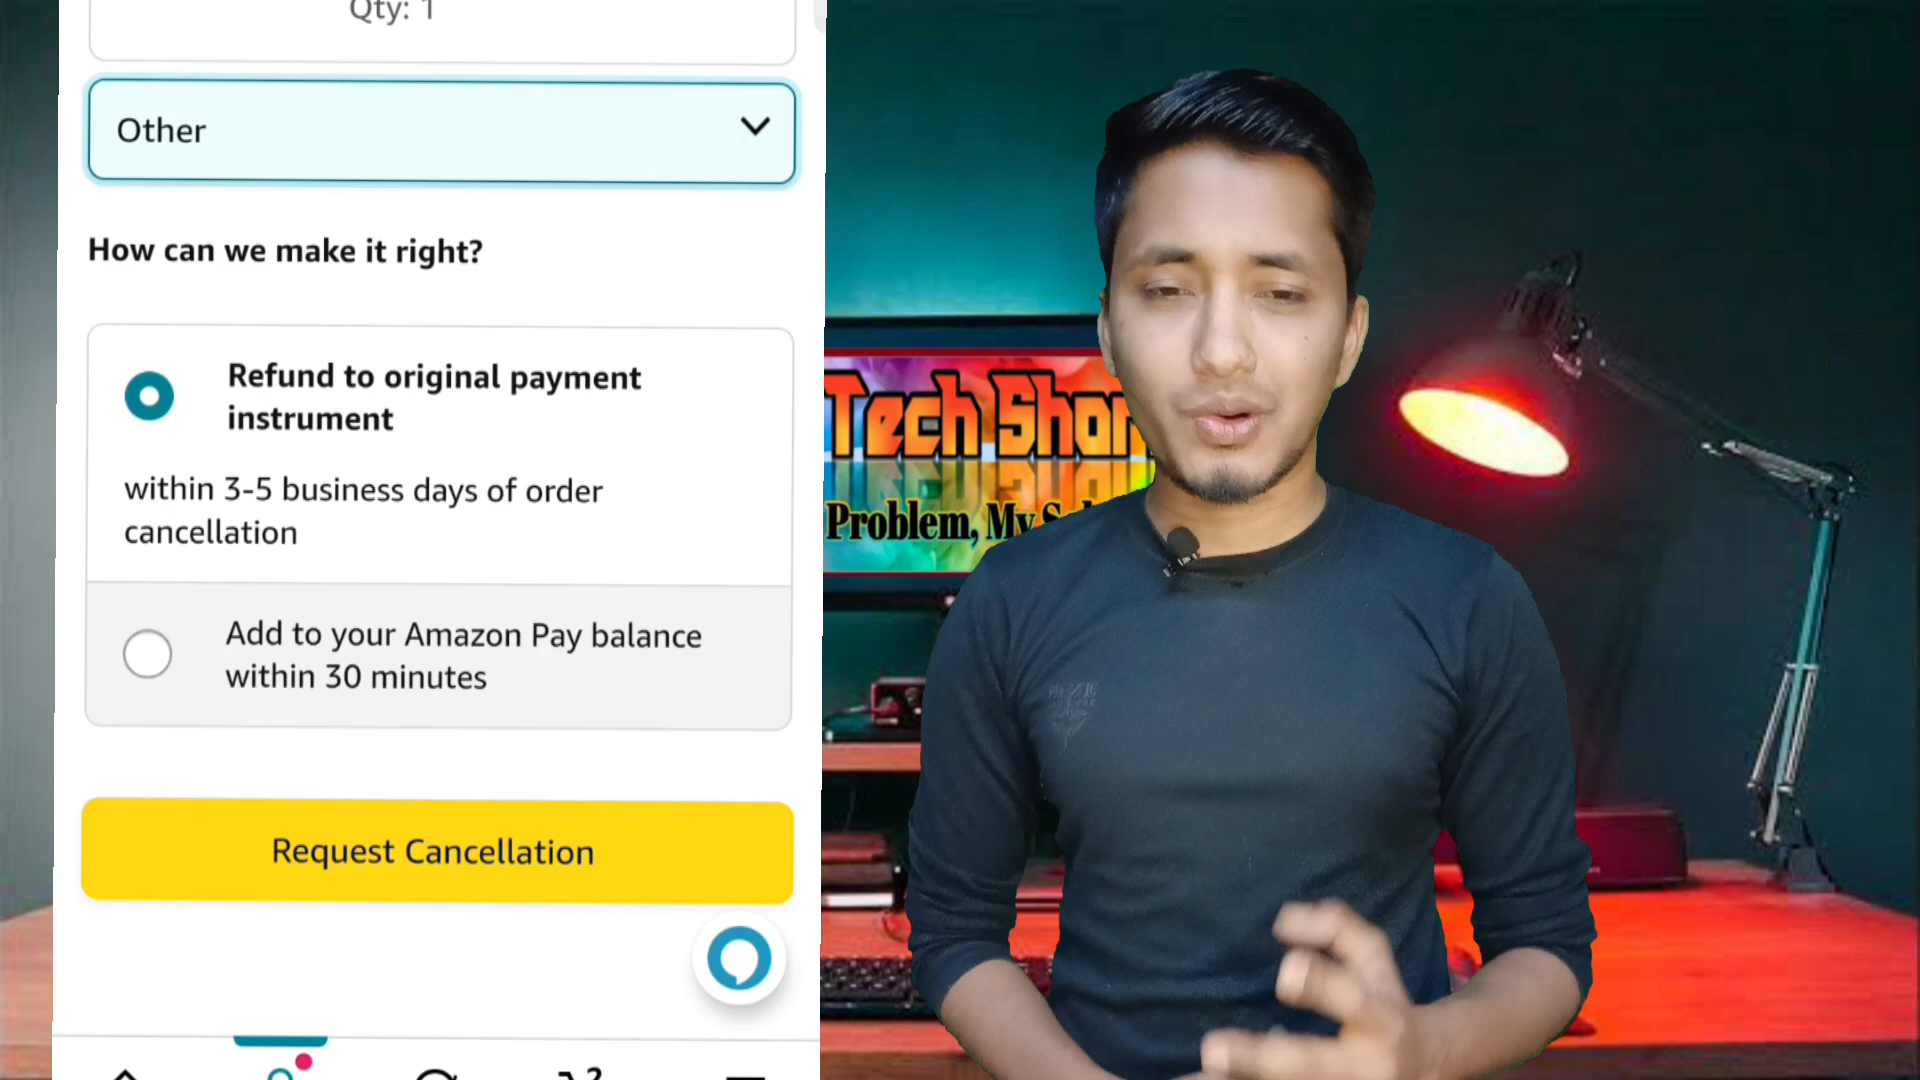 Qty: 1
Other
How can we make it right?
Refund to original payment
instrument
within 3-5 business days of order
cancellation
Add to your Amazon Pay balance
within 30 minutes
Request Cancellation
Tech
Problem, My